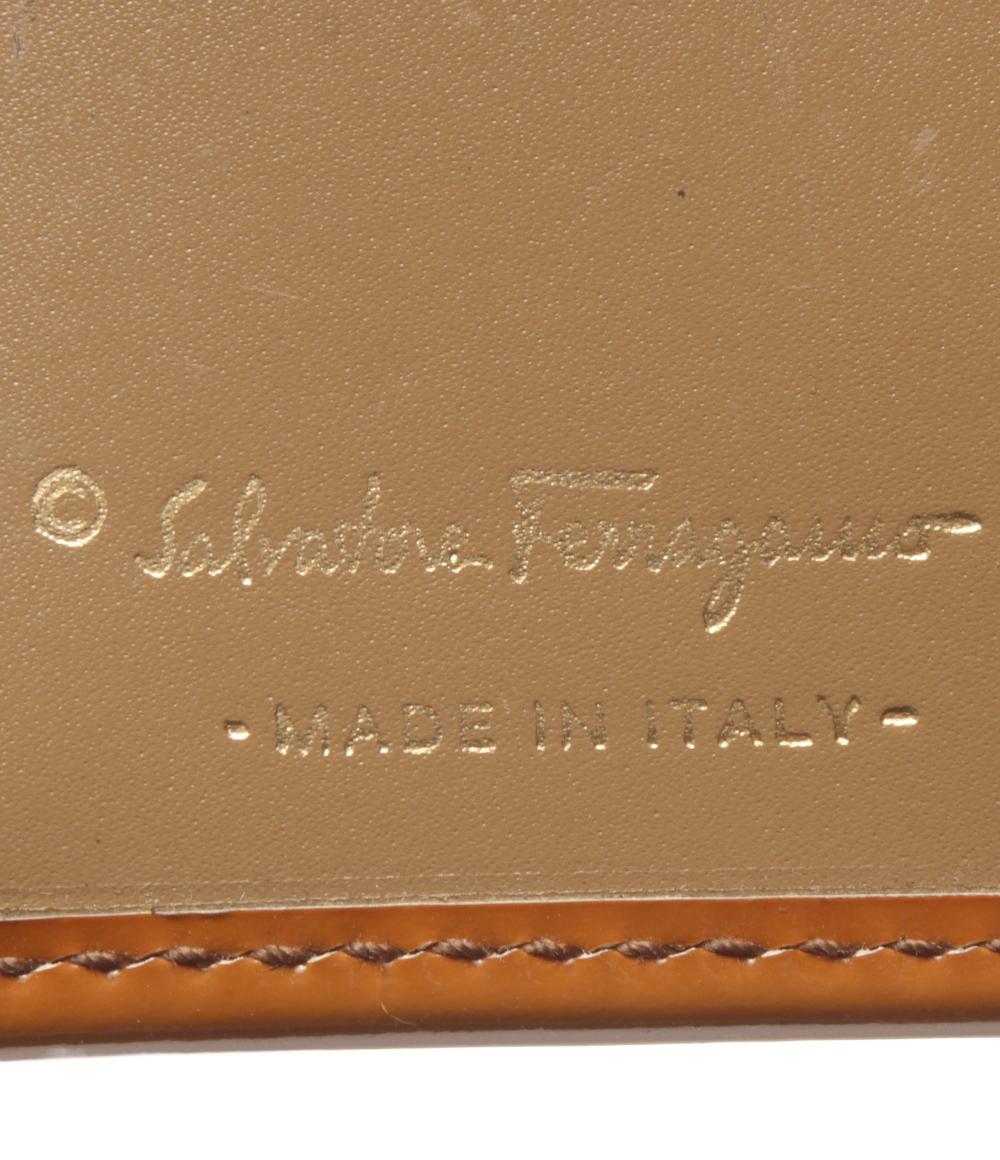 © Salvatore Ferragamo
- MADE IN ITALY -